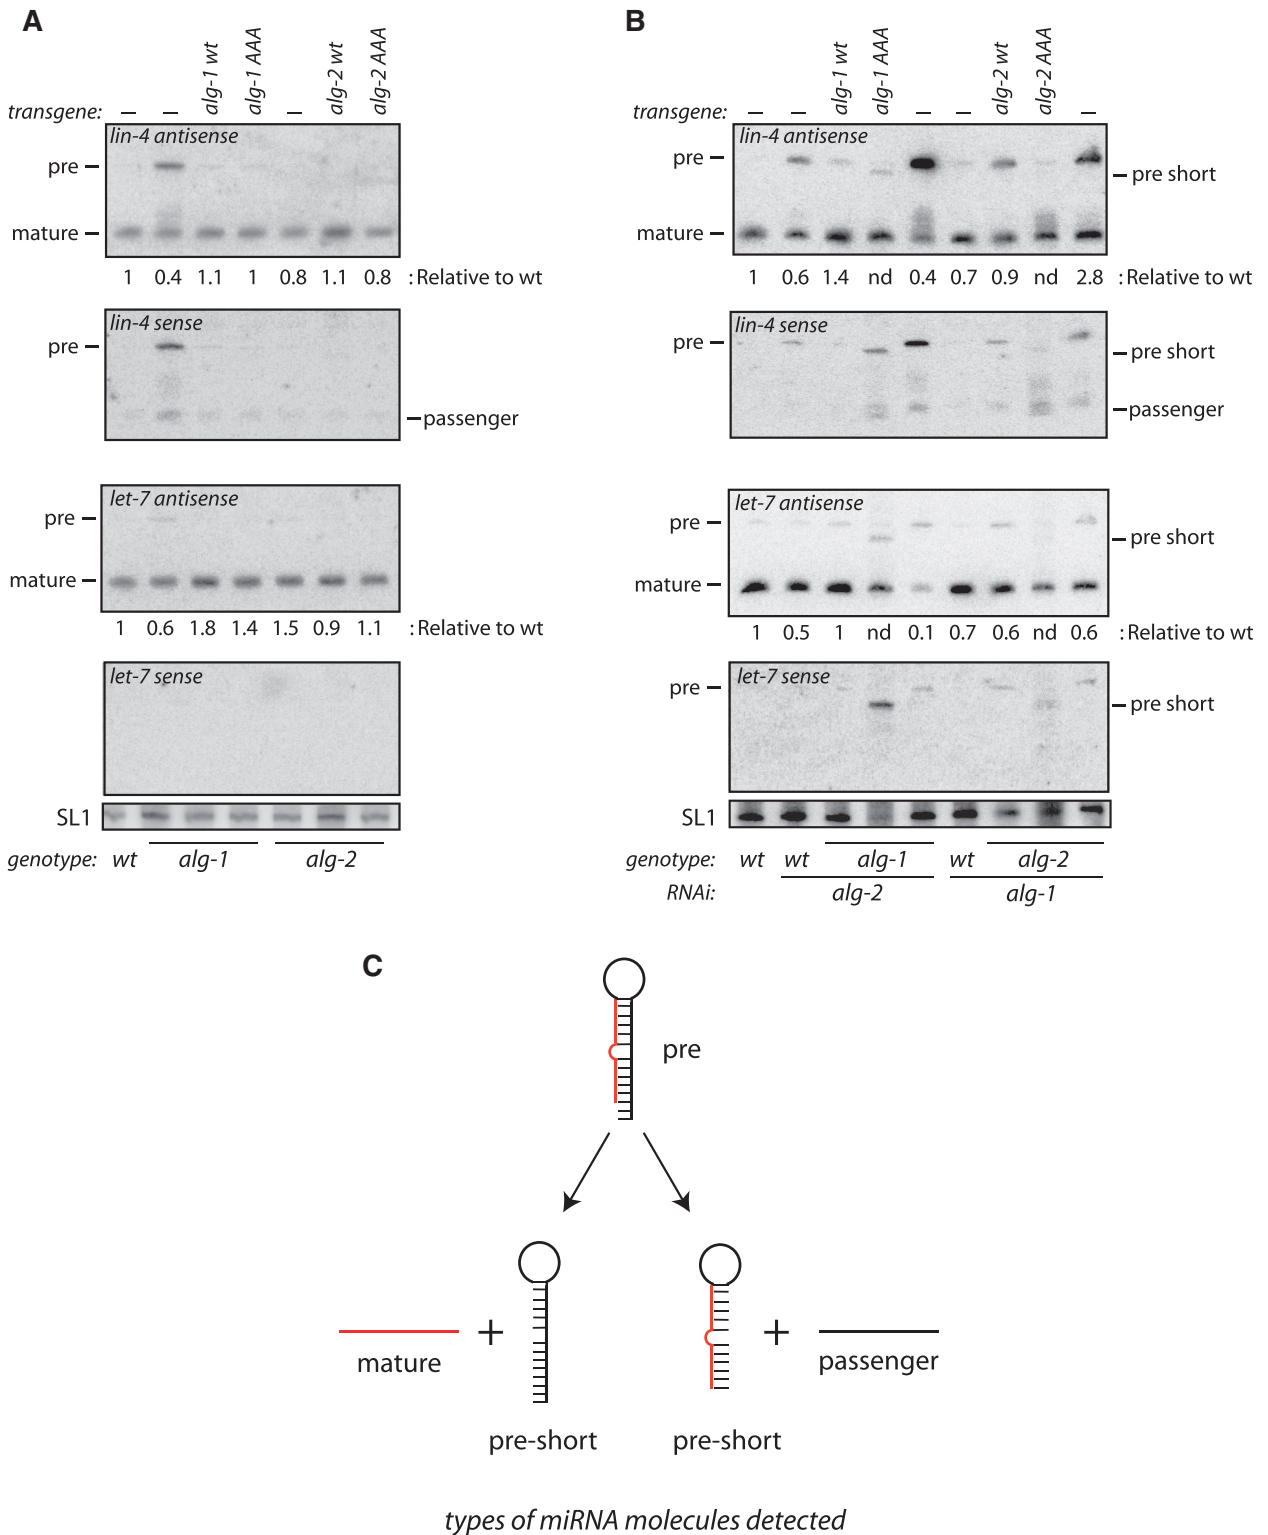 A
transgene: – – alg-1 wt alg-1 AAA – alg-2 wt alg-2 AAA
lin-4 antisense
pre
mature
1 0.4 1.1 1 0.8 1.1 0.8 :Relative to wt
lin-4 sense
pre
passenger
let-7 antisense
pre
mature
1 0.6 1.8 1.4 1.5 0.9 1.1 :Relative to wt
let-7 sense
SL1
genotype: wt alg-1 alg-2
B
– – alg-1 wt alg-1 AAA – – alg-2 wt alg-2 AAA –
transgene:
lin-4 antisense
pre
pre short
mature
1 0.6 1.4 nd 0.4 0.7 0.9 nd 2.8 :Relative to wt
lin-4 sense
pre
pre short
passenger
let-7 antisense
pre
pre short
mature
1 0.5 1 nd 0.1 0.7 0.6 nd 0.6 :Relative to wt
let-7 sense
pre
pre short
SL1
genotype: wt wt alg-1 wt alg-2
RNAi: alg-2 alg-1
C
pre
+ +
mature passenger
pre-short pre-short
types of miRNA molecules detected